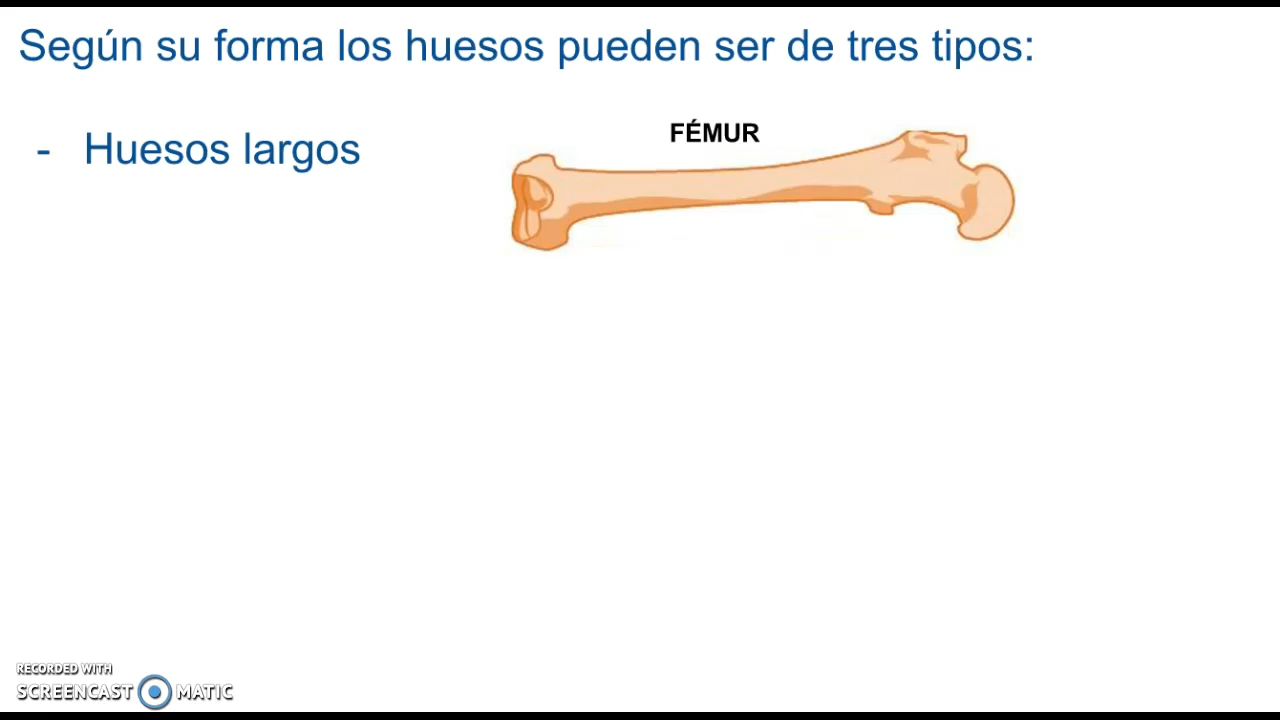 Según su forma los huesos pueden ser de tres tipos:
- Huesos largos
FÉMUR
RECORDED WITH
SCREENCAST MATIC